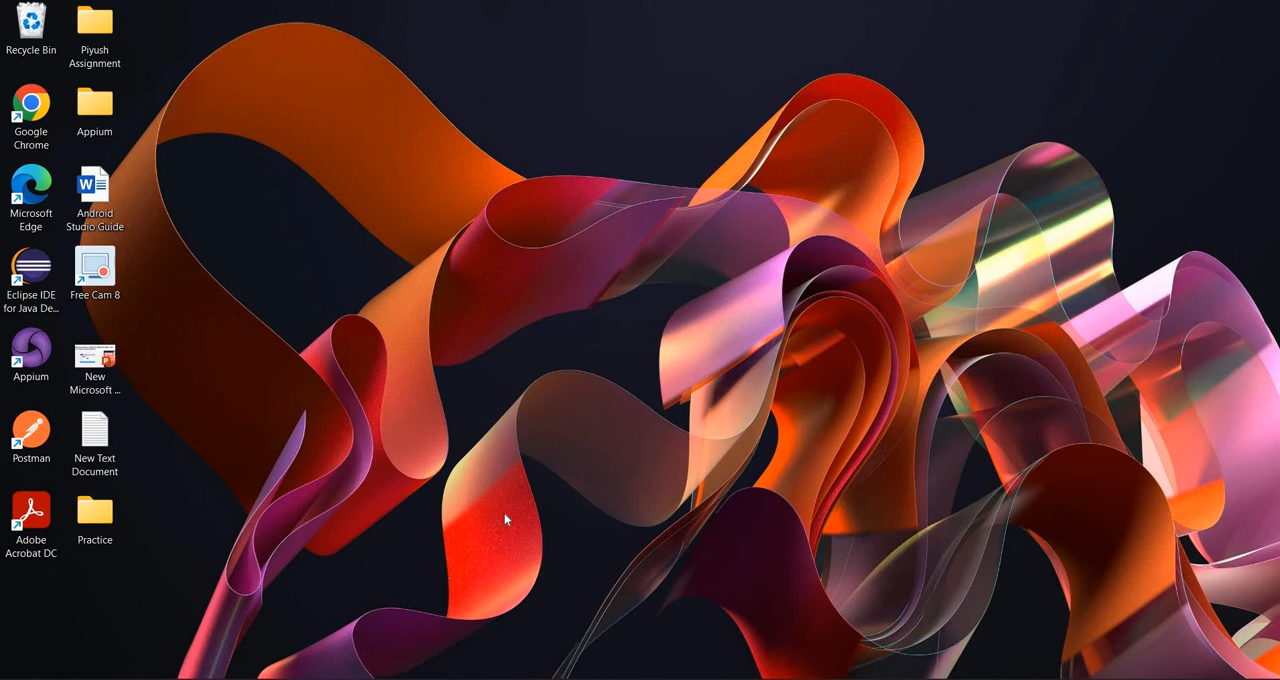 Recycle Bin
Piyush
Assignment
Google
Chrome
Appium
Microsoft
Edge
Android
Studio Guide
Eclipse IDE
for Java De...
Free Cam 8
Appium
New
Microsoft ...
Postman
New Text
Document
Adobe
Acrobat DC
Practice